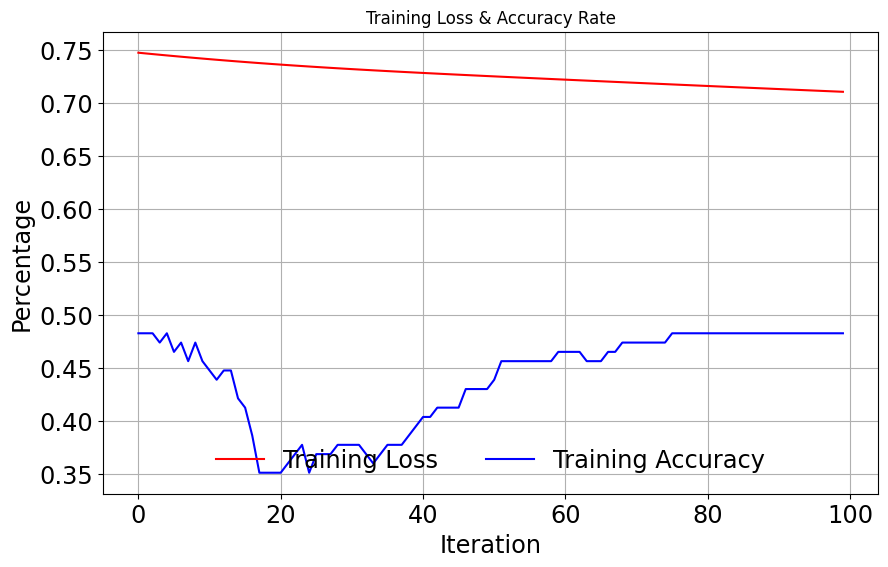 Training Loss & Accuracy Rate
Percentage
0.75
0.70
0.65
0.60
0.55
0.50
0.45
0.40
0.35
Training Loss
Training Accuracy
0 20 40 60 80 100
Iteration